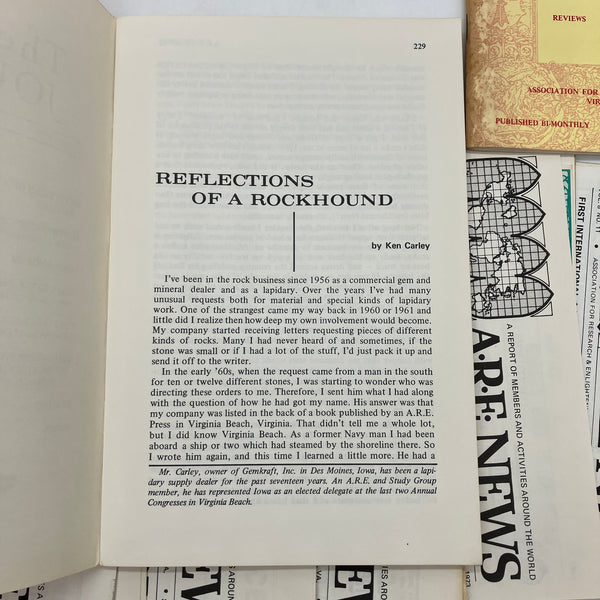 229
REFLECTIONS
OF A ROCKHOUND
by Ken Carley
I've been in the rock business since 1956 as a commercial gem and
mineral dealer and as a lapidary. Over the years I've had many
unusual requests both for material and special kinds of lapidary
work. One of the strangest came my way back in 1960 or 1961 and
little did I realize then how deep my own involvement would become.
My company started receiving letters requesting pieces of different
kinds of rocks. Many I had never heard of and sometimes, if the
stone was small or if I had a lot of the stuff, I'd just pack it up and
send it off to the writer.
In the early '60s, when the request came from a man in the south
for ten or twelve different stones, I was starting to wonder who was
directing these orders to me. Therefore, I sent him what I had along
with the question of how he had got my name. His answer was that
my company was listed in the back of a book published by an A.R.E.
Press in Virginia Beach, Virginia. That didn't tell me a whole lot,
but I did know Virginia Beach. As a former Navy man I had been
aboard a ship or two which had steamed by the shoreline there. So
I wrote him again, and this time I learned a little more. He had a
Mr. Carley, owner of Gemkraft, Inc. in Des Moines, Iowa, has been a lapi-
dary supply dealer for the past seventeen years. An A.R.E. and Study Group
member, he has represented Iowa as an elected delegate at the last two Annual
Congresses in Virginia Beach.
REVIEWS
ASSOCIATION FOR
VIR
PUBLISHED BI-MONTHLY
A.R.E. NEWS
A REPORT OF MEMBERS AND ACTIVITIES AROUND THE WORLD
1973
FIRST INTERNATIONAL
NO. 11
ASSOCIATION FOR RESEARCH & ENLIGHTEN